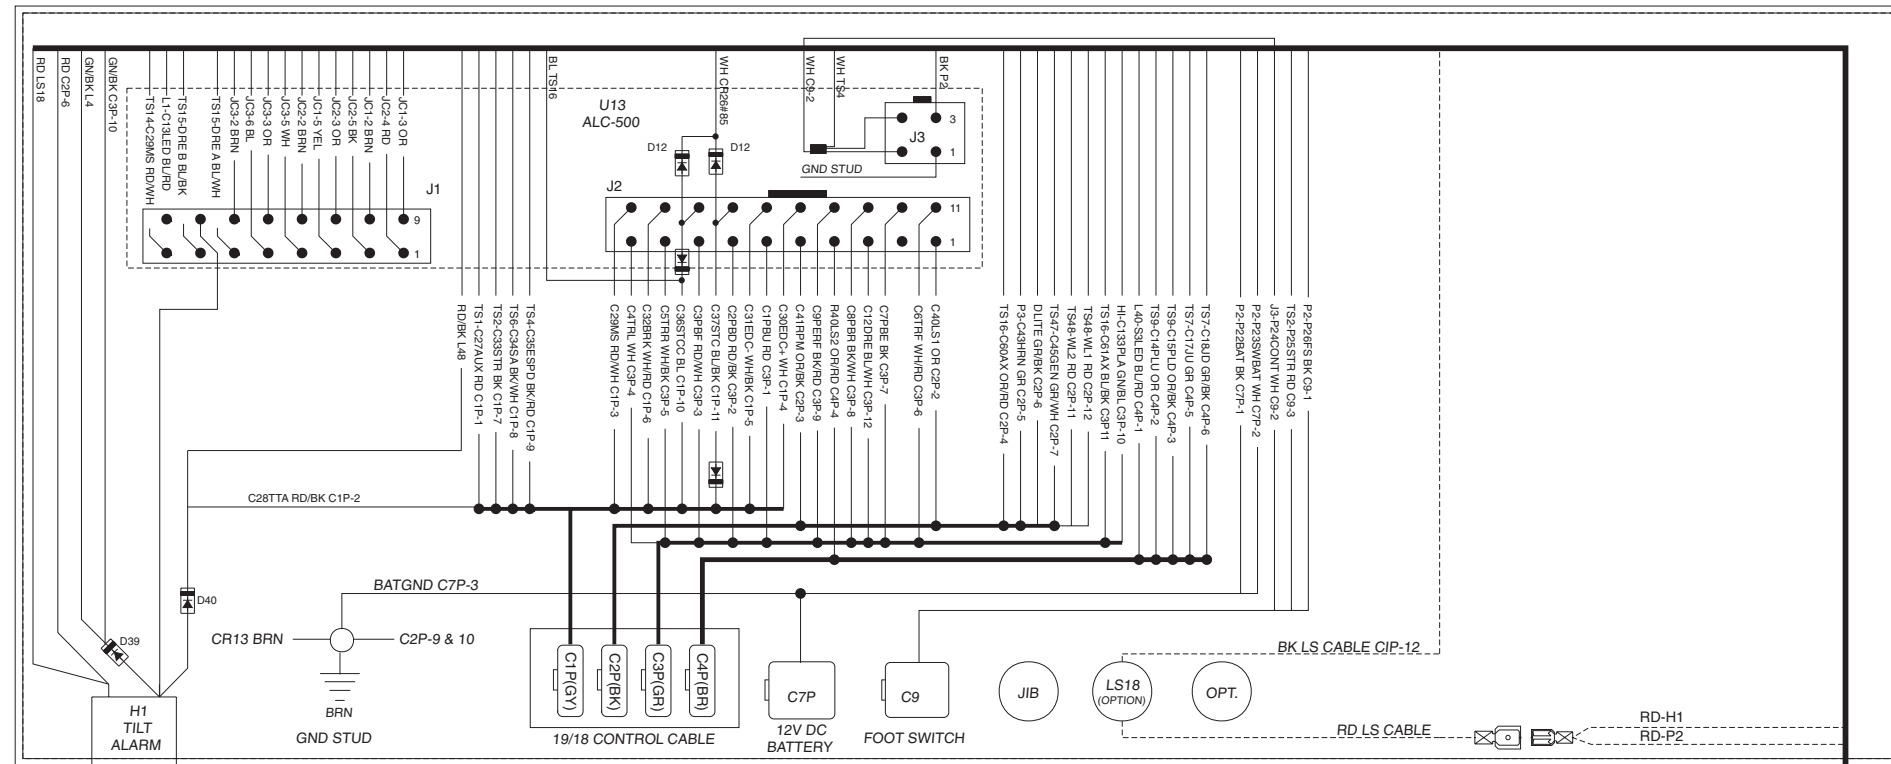 RD LS18
RD C2P-6
GN/BK L4
GN/BK C3P-10
TS14-C29MS RD/WH
L1-C13LED BL/RD
TS15-DRE B BL/BK
TS15-DRE A BL/WH
JC3-2 BRN
JC3-6 BL
JC3-3 OR
JC3-5 WH
JC2-2 BRN
JC1-5 YEL
JC2-3 OR
JC2-5 BK
JC1-2 BRN
JC2-4 RD
JC1-3 OR
J1
9
1
BL TS16
U13
ALC-500
WH CR26#85
D12
D12
WH C9-2
WH TS4
BK P2
J3
3
1
GND STUD
J2
11
1
RD/BK L48
TS1-C27AUX RD C1P-1
TS2-C33STR BK C1P-7
TS6-C34SA BK/WH C1P-8
TS4-C35ESPD BK/RD C1P-9
C29MS RD/WH C1P-3
C4TRL WH C3P-4
C32BRK WH/RD C1P-6
C5TRR WH/BK C3P-5
C36STCC BL C1P-10
C3PBF RD/WH C3P-3
C37STC BL/BK C1P-11
C2PBD RD/BK C3P-2
C31EDC- WH/BK C1P-5
C1PBU RD C3P-1
C30EDC+ WH C1P-4
C41RPM OR/BK C2P-3
C9PERF BK/RD C3P-9
R40LS2 OR/RD C4P-4
C8PBR BK/WH C3P-8
C12DRE BL/WH C3P-12
C7PBE BK C3P-7
C6TRF WH/RD C3P-6
C40LS1 OR C2P-2
TS16-C60AX OR/RD C2P-4
P3-C43HRN GR C2P-5
DLITE GR/BK C2P-6
TS47-C45GEN GR/WH C2P-7
TS48-WL2 RD C2P-11
TS48-WL1 RD C2P-12
TS16-C61AX BL/BK C3P11
HI-C133PLA GN/BL C3P-10
L40-S3LED BL/RD C4P-1
TS9-C14PLU OR C4P-2
TS9-C15PLD OR/BK C4P-3
TS7-C17JU GR C4P-5
TS7-C18JD GR/BK C4P-6
P2-P22BAT BK C7P-1
P2-P23SWBAT WH C7P-2
J3-P24CONT WH C9-2
TS2-P25STR RD C9-3
P2-P26FS BK C9-1
C28TTA RD/BK C1P-2
D40
D39
BATGND C7P-3
CR13 BRN
C2P-9 & 10
BRN
GND STUD
H1
TILT
ALARM
C1P(GY)
C2P(BK)
C3P(GR)
C4P(BR)
19/18 CONTROL CABLE
C7P
12V DC
BATTERY
C9
FOOT SWITCH
JIB
LS18
(OPTION)
OPT.
BK LS CABLE CIP-12
RD LS CABLE
RD-H1
RD-P2